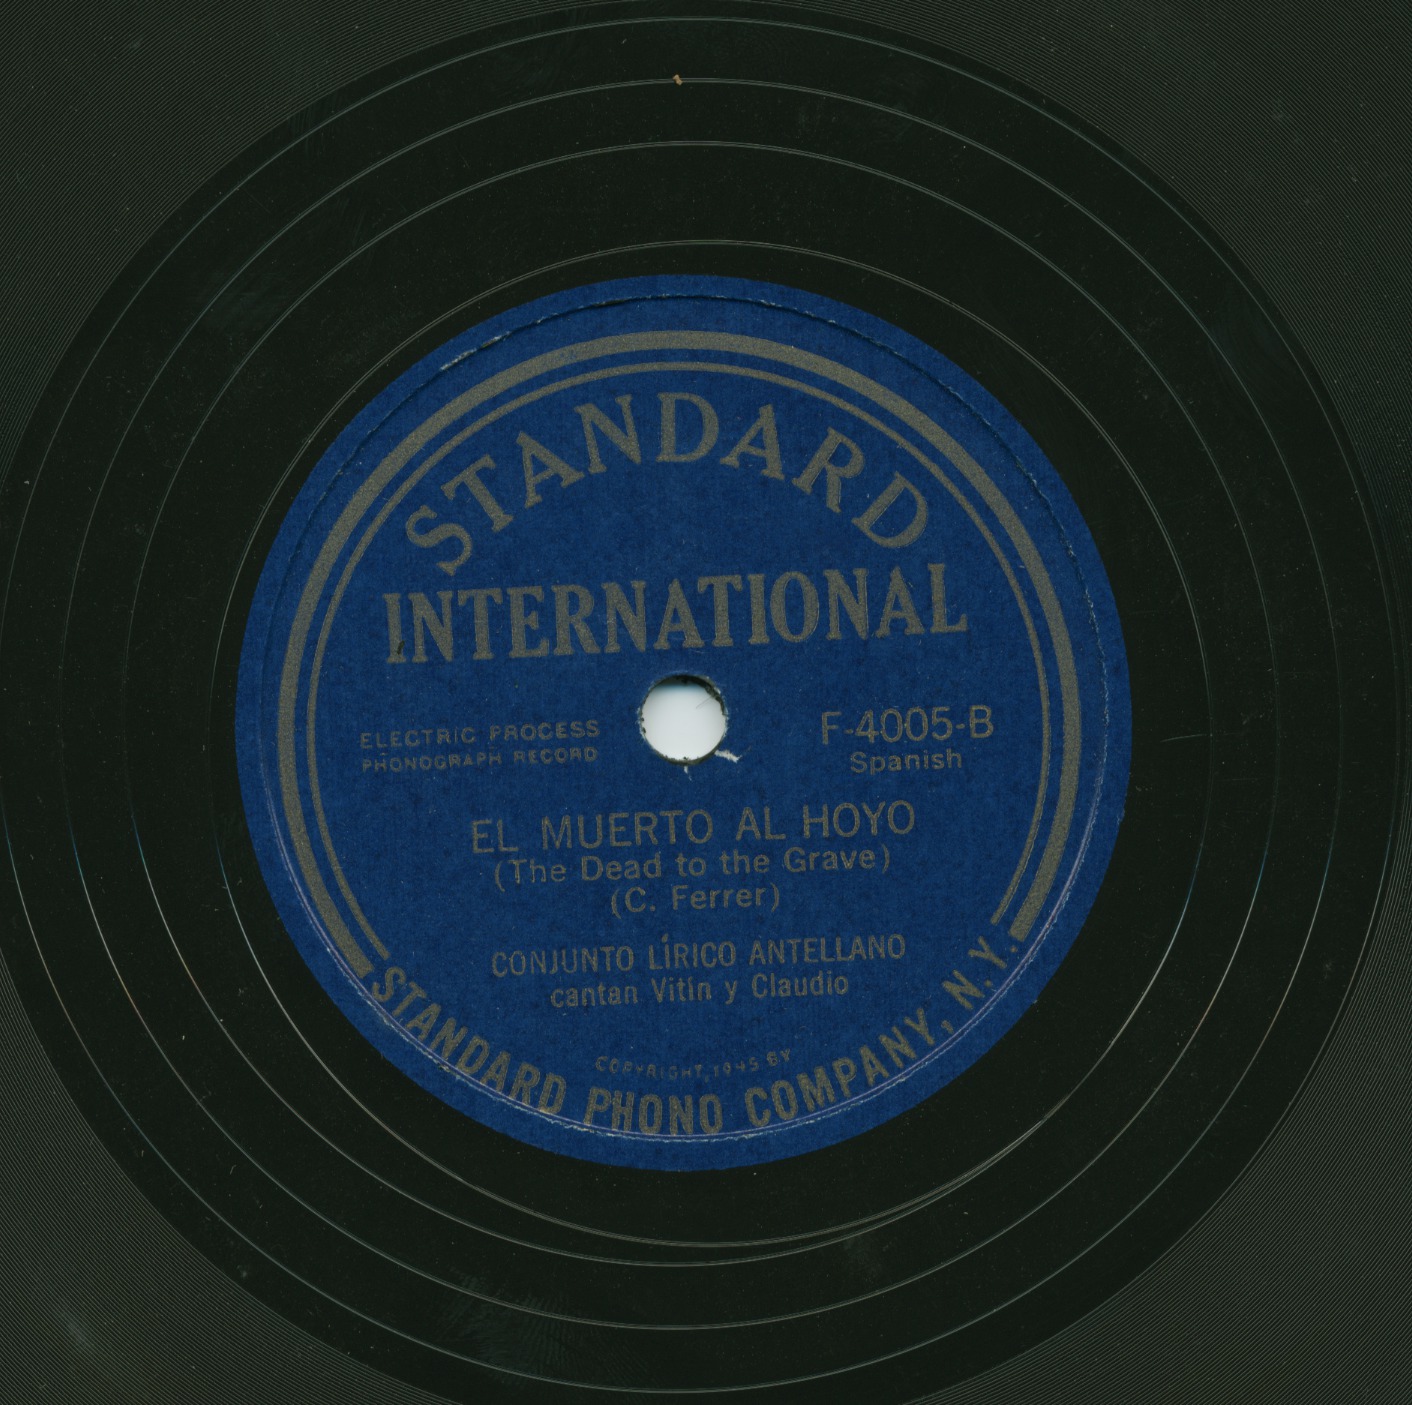 STANDARD
INTERNATIONAL
ELECTRIC PROCESS
PHONOGRAPH RECORD
F-4005-B
Spanish
EL MUERTO AL HOYO
(The Dead to the Grave)
(C. Ferrer)
CONJUNTO LÍRICO ANTELLANO
cantan Vitín y Claudio
COPYRIGHT, 1945 BY
STANDARD PHONO COMPANY, N.Y.